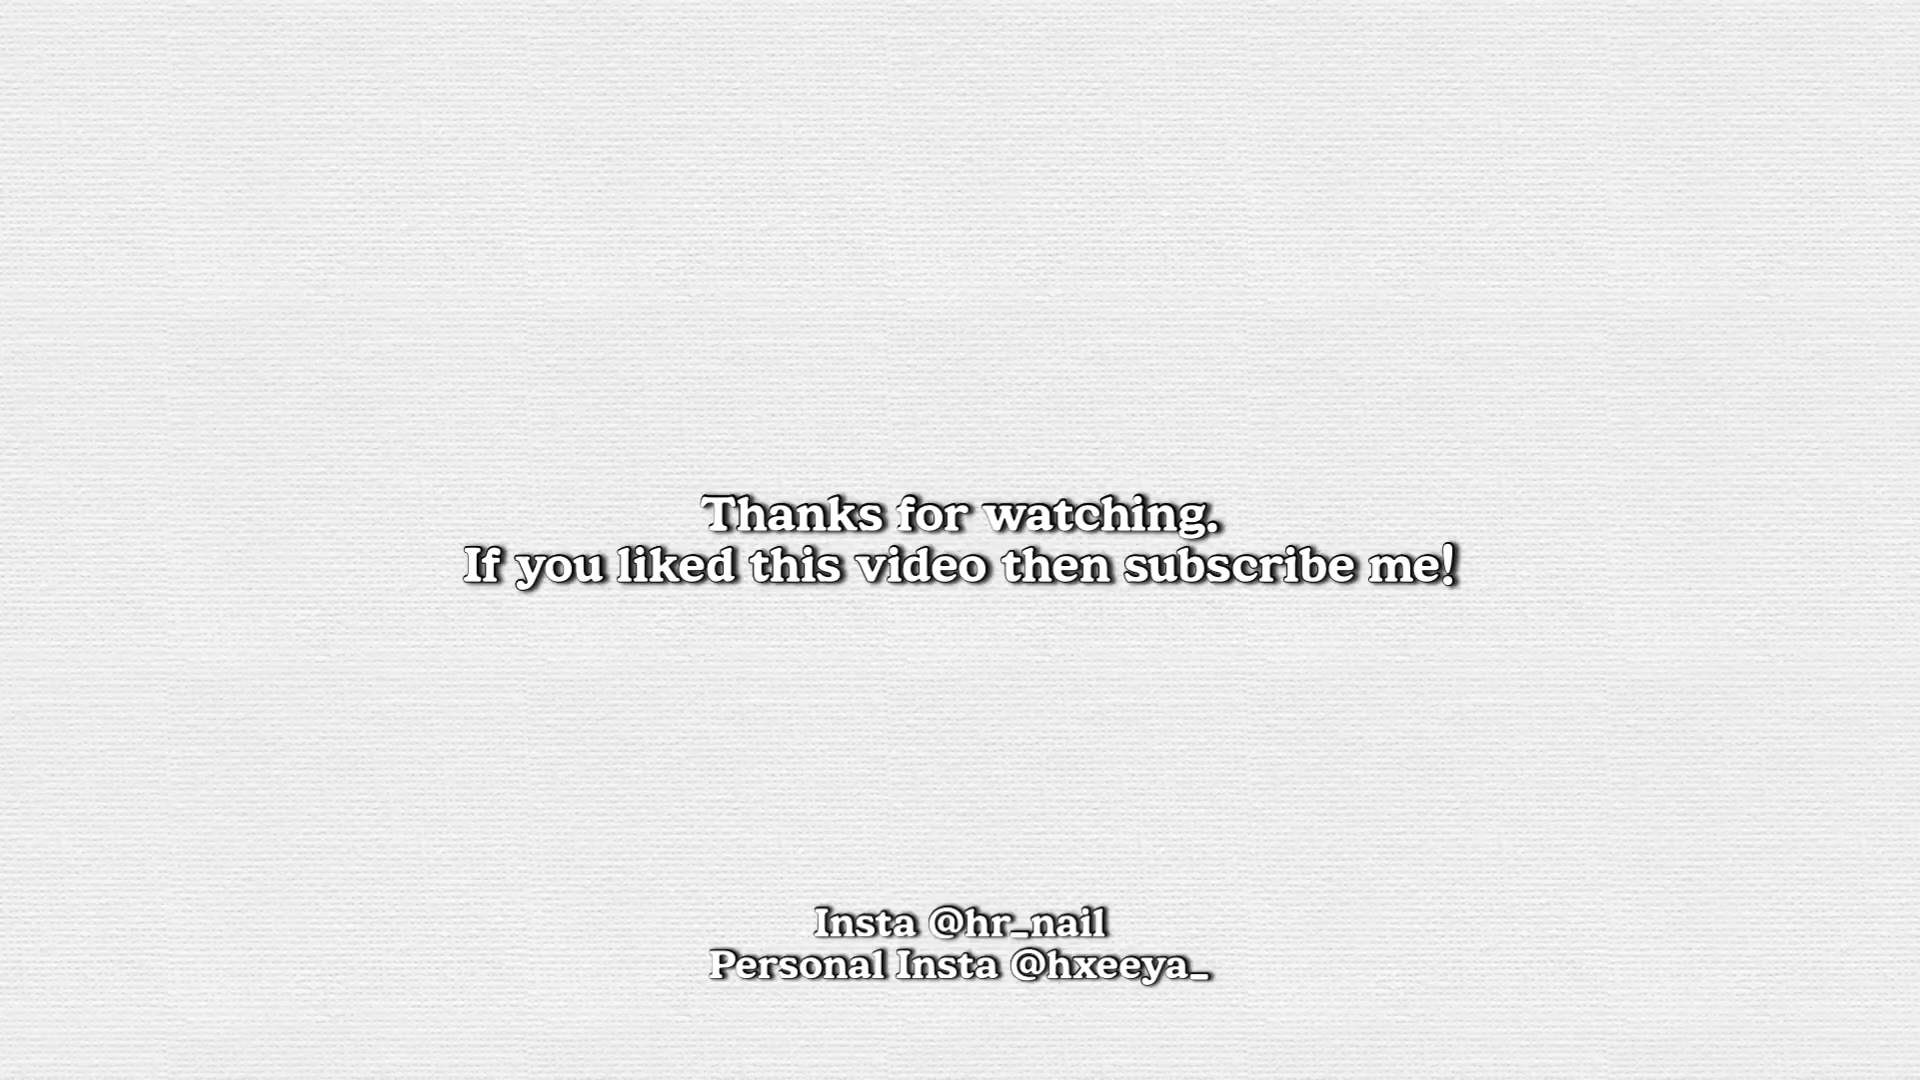 Thanks for watching.
If you liked this video then subscribe me!
Insta @hr_nail
Personal Insta @hxeeya_